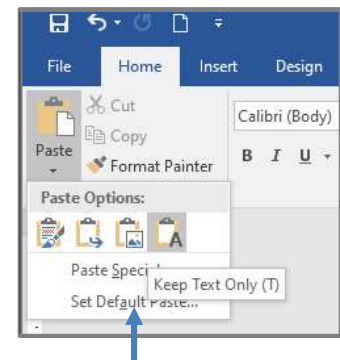 File Home Insert Design
Cut
Calibri (Body)
Copy
Paste
Format Painter
B I U
Paste Options:
Paste Special...
Keep Text Only (T)
Set Default Paste...